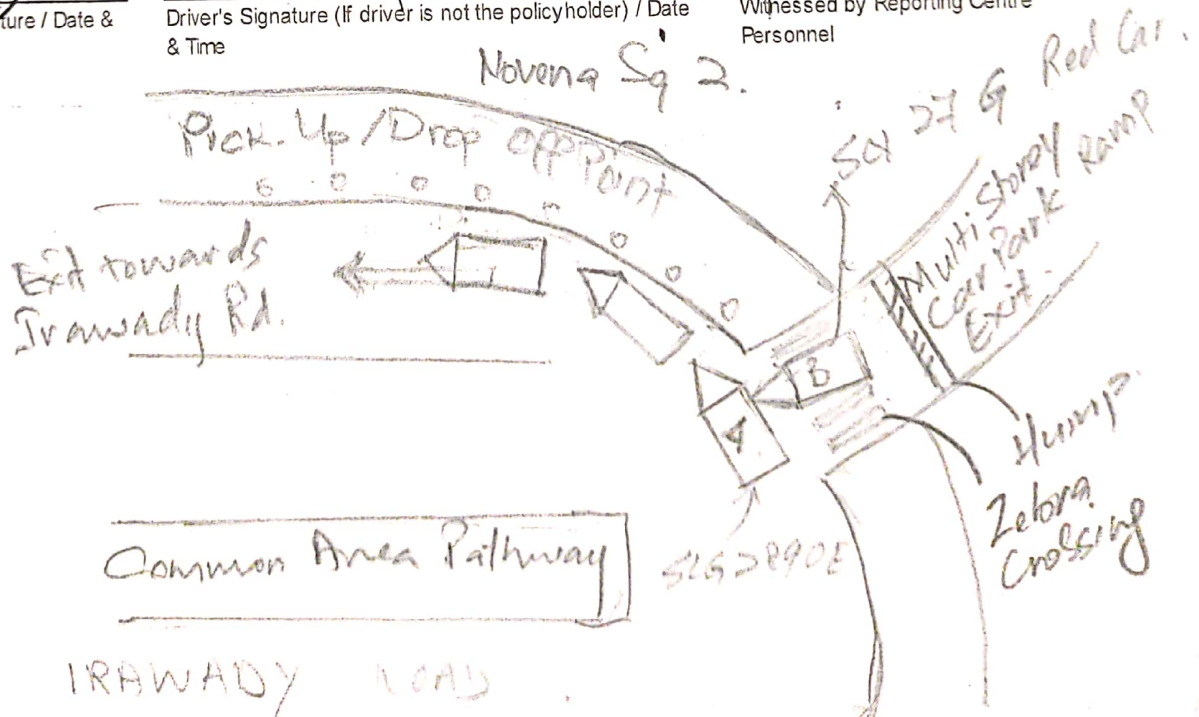 ture / Date &
Driver's Signature (If driver is not the policyholder) / Date
& Time
Witnessed by Reporting Centre
Personnel
Novena Sq 2.
Pick-Up/Drop off Point
27 G Red Car.
Multi Storey
Car Park Ramp
Exit.
Exit towards
Irawady Rd.
B
A
Hump
Zebra
Crossing
Common Area Pathway
IRAWADY